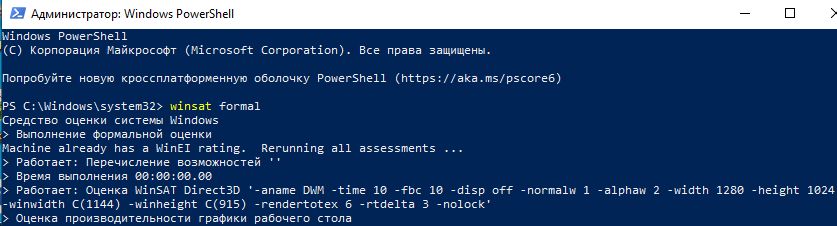 Администратор: Windows PowerShell
Windows PowerShell
(C) Корпорация Майкрософт (Microsoft Corporation). Все права защищены.
Попробуйте новую кроссплатформенную оболочку PowerShell (https://aka.ms/pscore6)
PS C:\Windows\system32> winsat formal
Средство оценки системы Windows
> Выполнение формальной оценки
Machine already has a WinEI rating.  Rerunning all assessments ...
> Работает: Перечисление возможностей ''
> Время выполнения 00:00:00.00
> Работает: Оценка WinSAT Direct3D '-aname DWM -time 10 -fbc 10 -disp off -normalw 1 -alphaw 2 -width 1280 -height 1024
-winwidth C(1144) -winheight C(915) -rendertotex 6 -rtdelta 3 -nolock'
> Оценка производительности графики рабочего стола